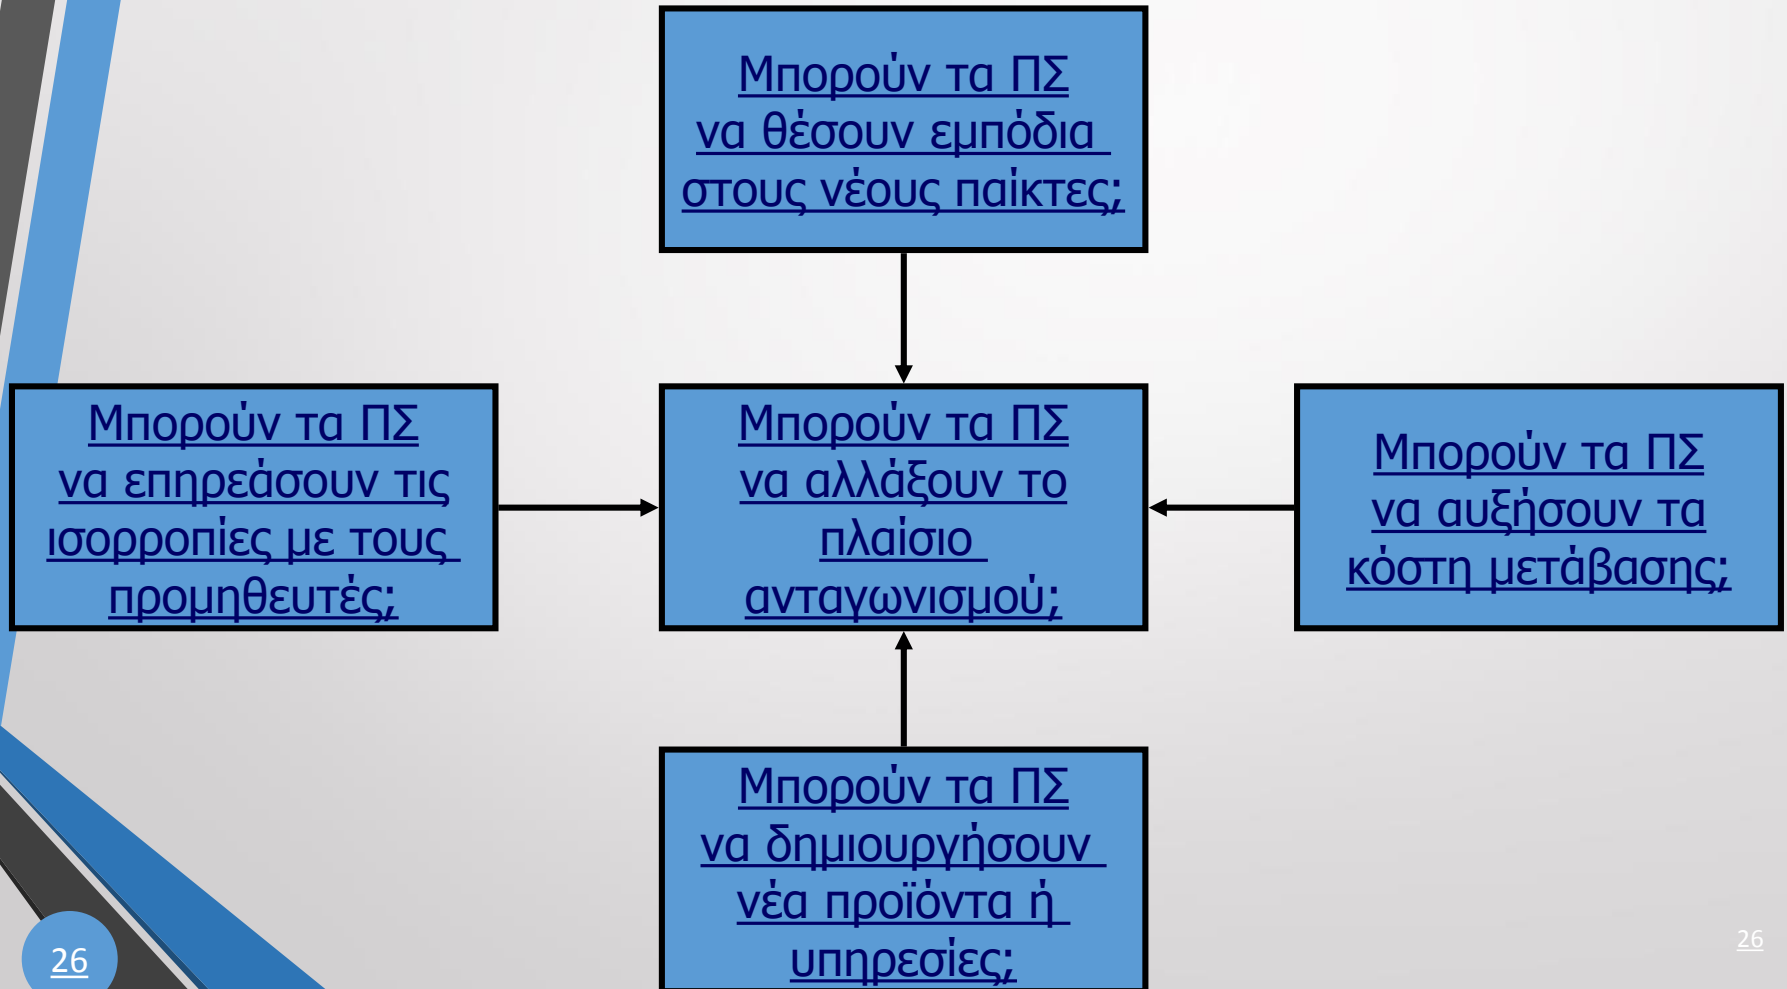 Μπορούν τα ΠΣ
να θέσουν εμπόδια
στους νέους παίκτες;
Μπορούν τα ΠΣ
να επηρεάσουν τις
ισορροπίες με τους
προμηθευτές;
Μπορούν τα ΠΣ
να αλλάξουν το
πλαίσιο
ανταγωνισμού;
Μπορούν τα ΠΣ
να αυξήσουν τα
κόστη μετάβασης;
Μπορούν τα ΠΣ
να δημιουργήσουν
νέα προϊόντα ή
υπηρεσίες;
26
26